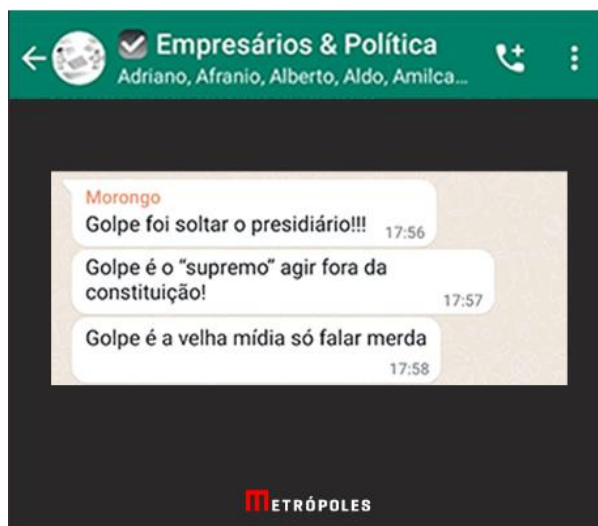 Empresários & Política
Adriano, Afranio, Alberto, Aldo, Amilca...
Morongo
Golpe foi soltar o presidiário!!! 17:56
Golpe é o “supremo” agir fora da
constituição! 17:57
Golpe é a velha mídia só falar merda
17:58
METRÓPOLES